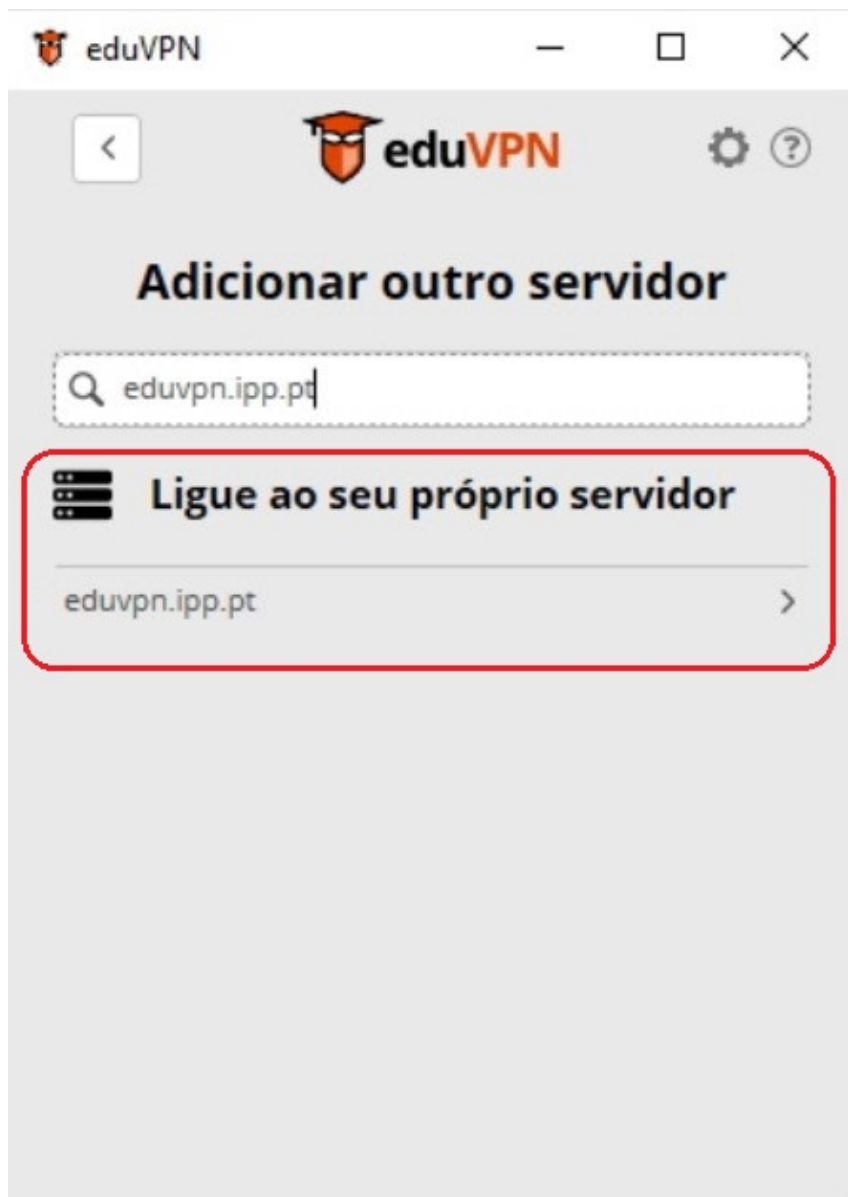 eduVPN
eduVPN
Adicionar outro servidor
eduvpn.ipp.pt
Ligue ao seu próprio servidor
eduvpn.ipp.pt